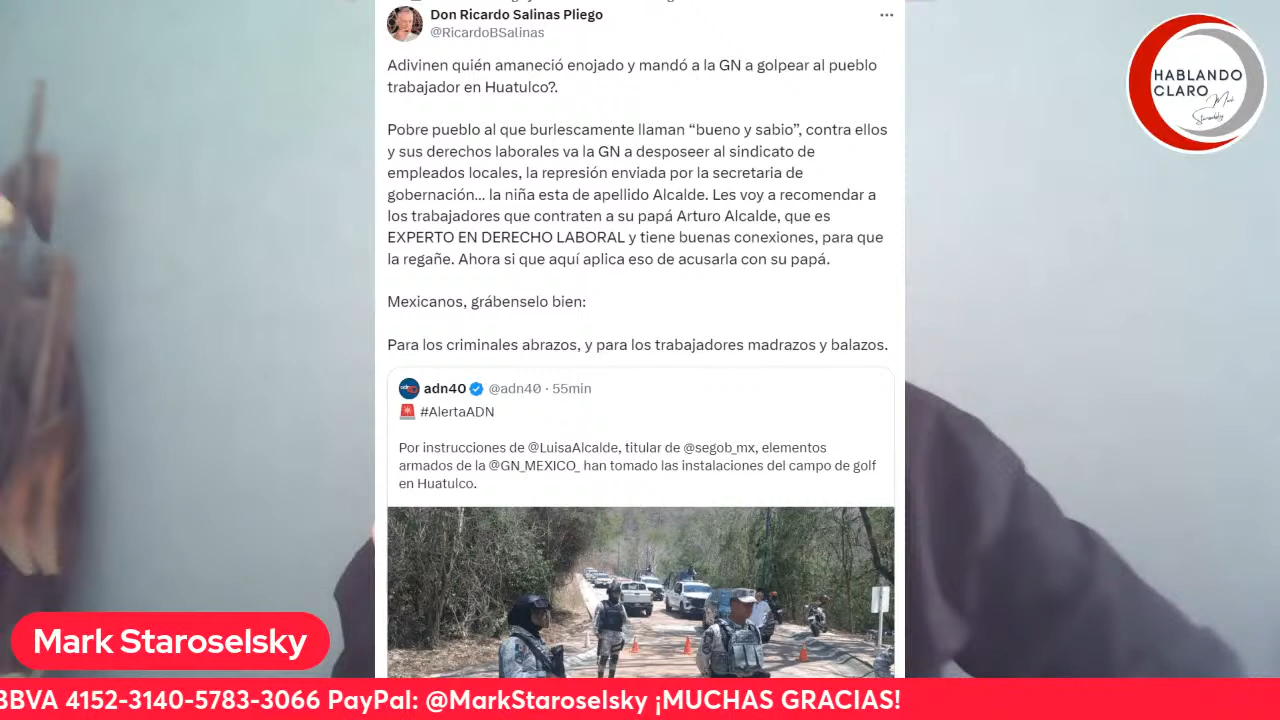 Don Ricardo Salinas Pliego
@RicardoBSalinas
Adivinen quién amaneció enojado y mandó a la GN a golpear al pueblo
trabajador en Huatulco?.
Pobre pueblo al que burlescamente llaman “bueno y sabio”, contra ellos
y sus derechos laborales va la GN a desposeer al sindicato de
empleados locales, la represión enviada por la secretaria de
gobernación... la niña esta de apellido Alcalde. Les voy a recomendar a
los trabajadores que contraten a su papá Arturo Alcalde, que es
EXPERTO EN DERECHO LABORAL y tiene buenas conexiones, para que
la regañe. Ahora si que aquí aplica eso de acusarla con su papá.
Mexicanos, grábenselo bien:
Para los criminales abrazos, y para los trabajadores madrazos y balazos.
adn40 @adn40 · 55min
#AlertaADN
Por instrucciones de @LuisaAlcalde, titular de @segob_mx, elementos
armados de la @GN_MEXICO_ han tomado las instalaciones del campo de golf
en Huatulco.
HABLANDO
CLARO
Mark
Staroselsky
Mark Staroselsky
BBVA 4152-3140-5783-3066 PayPal: @MarkStaroselsky ¡MUCHAS GRACIAS!